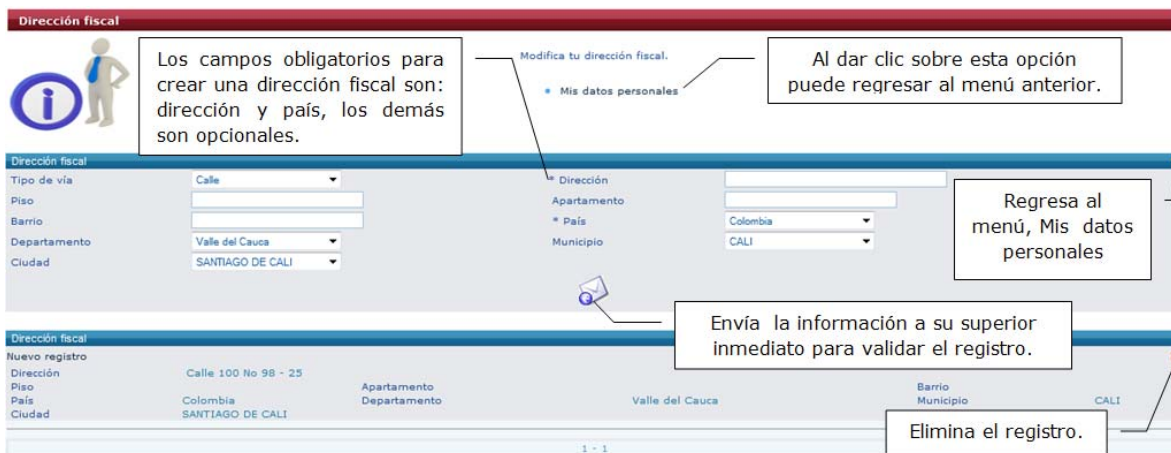 Dirección fiscal
Los campos obligatorios para
crear una dirección fiscal son:
dirección y país, los demás
son opcionales.
Modifica tu dirección fiscal.
Mis datos personales
Al dar clic sobre esta opción
puede regresar al menú anterior.
Dirección fiscal
Tipo de vía Calle * Dirección
Piso Apartamento
Barrio * País Colombia
Departamento Valle del Cauca Municipio CALI
Ciudad SANTIAGO DE CALI
Regresa al
menú, Mis datos
personales
Envía la información a su superior
inmediato para validar el registro.
Dirección fiscal
Nuevo registro
Dirección Calle 100 No 98 - 25
Piso Apartamento Barrio
País Colombia Departamento Valle del Cauca Municipio CALI
Ciudad SANTIAGO DE CALI
Elimina el registro.
1 - 1